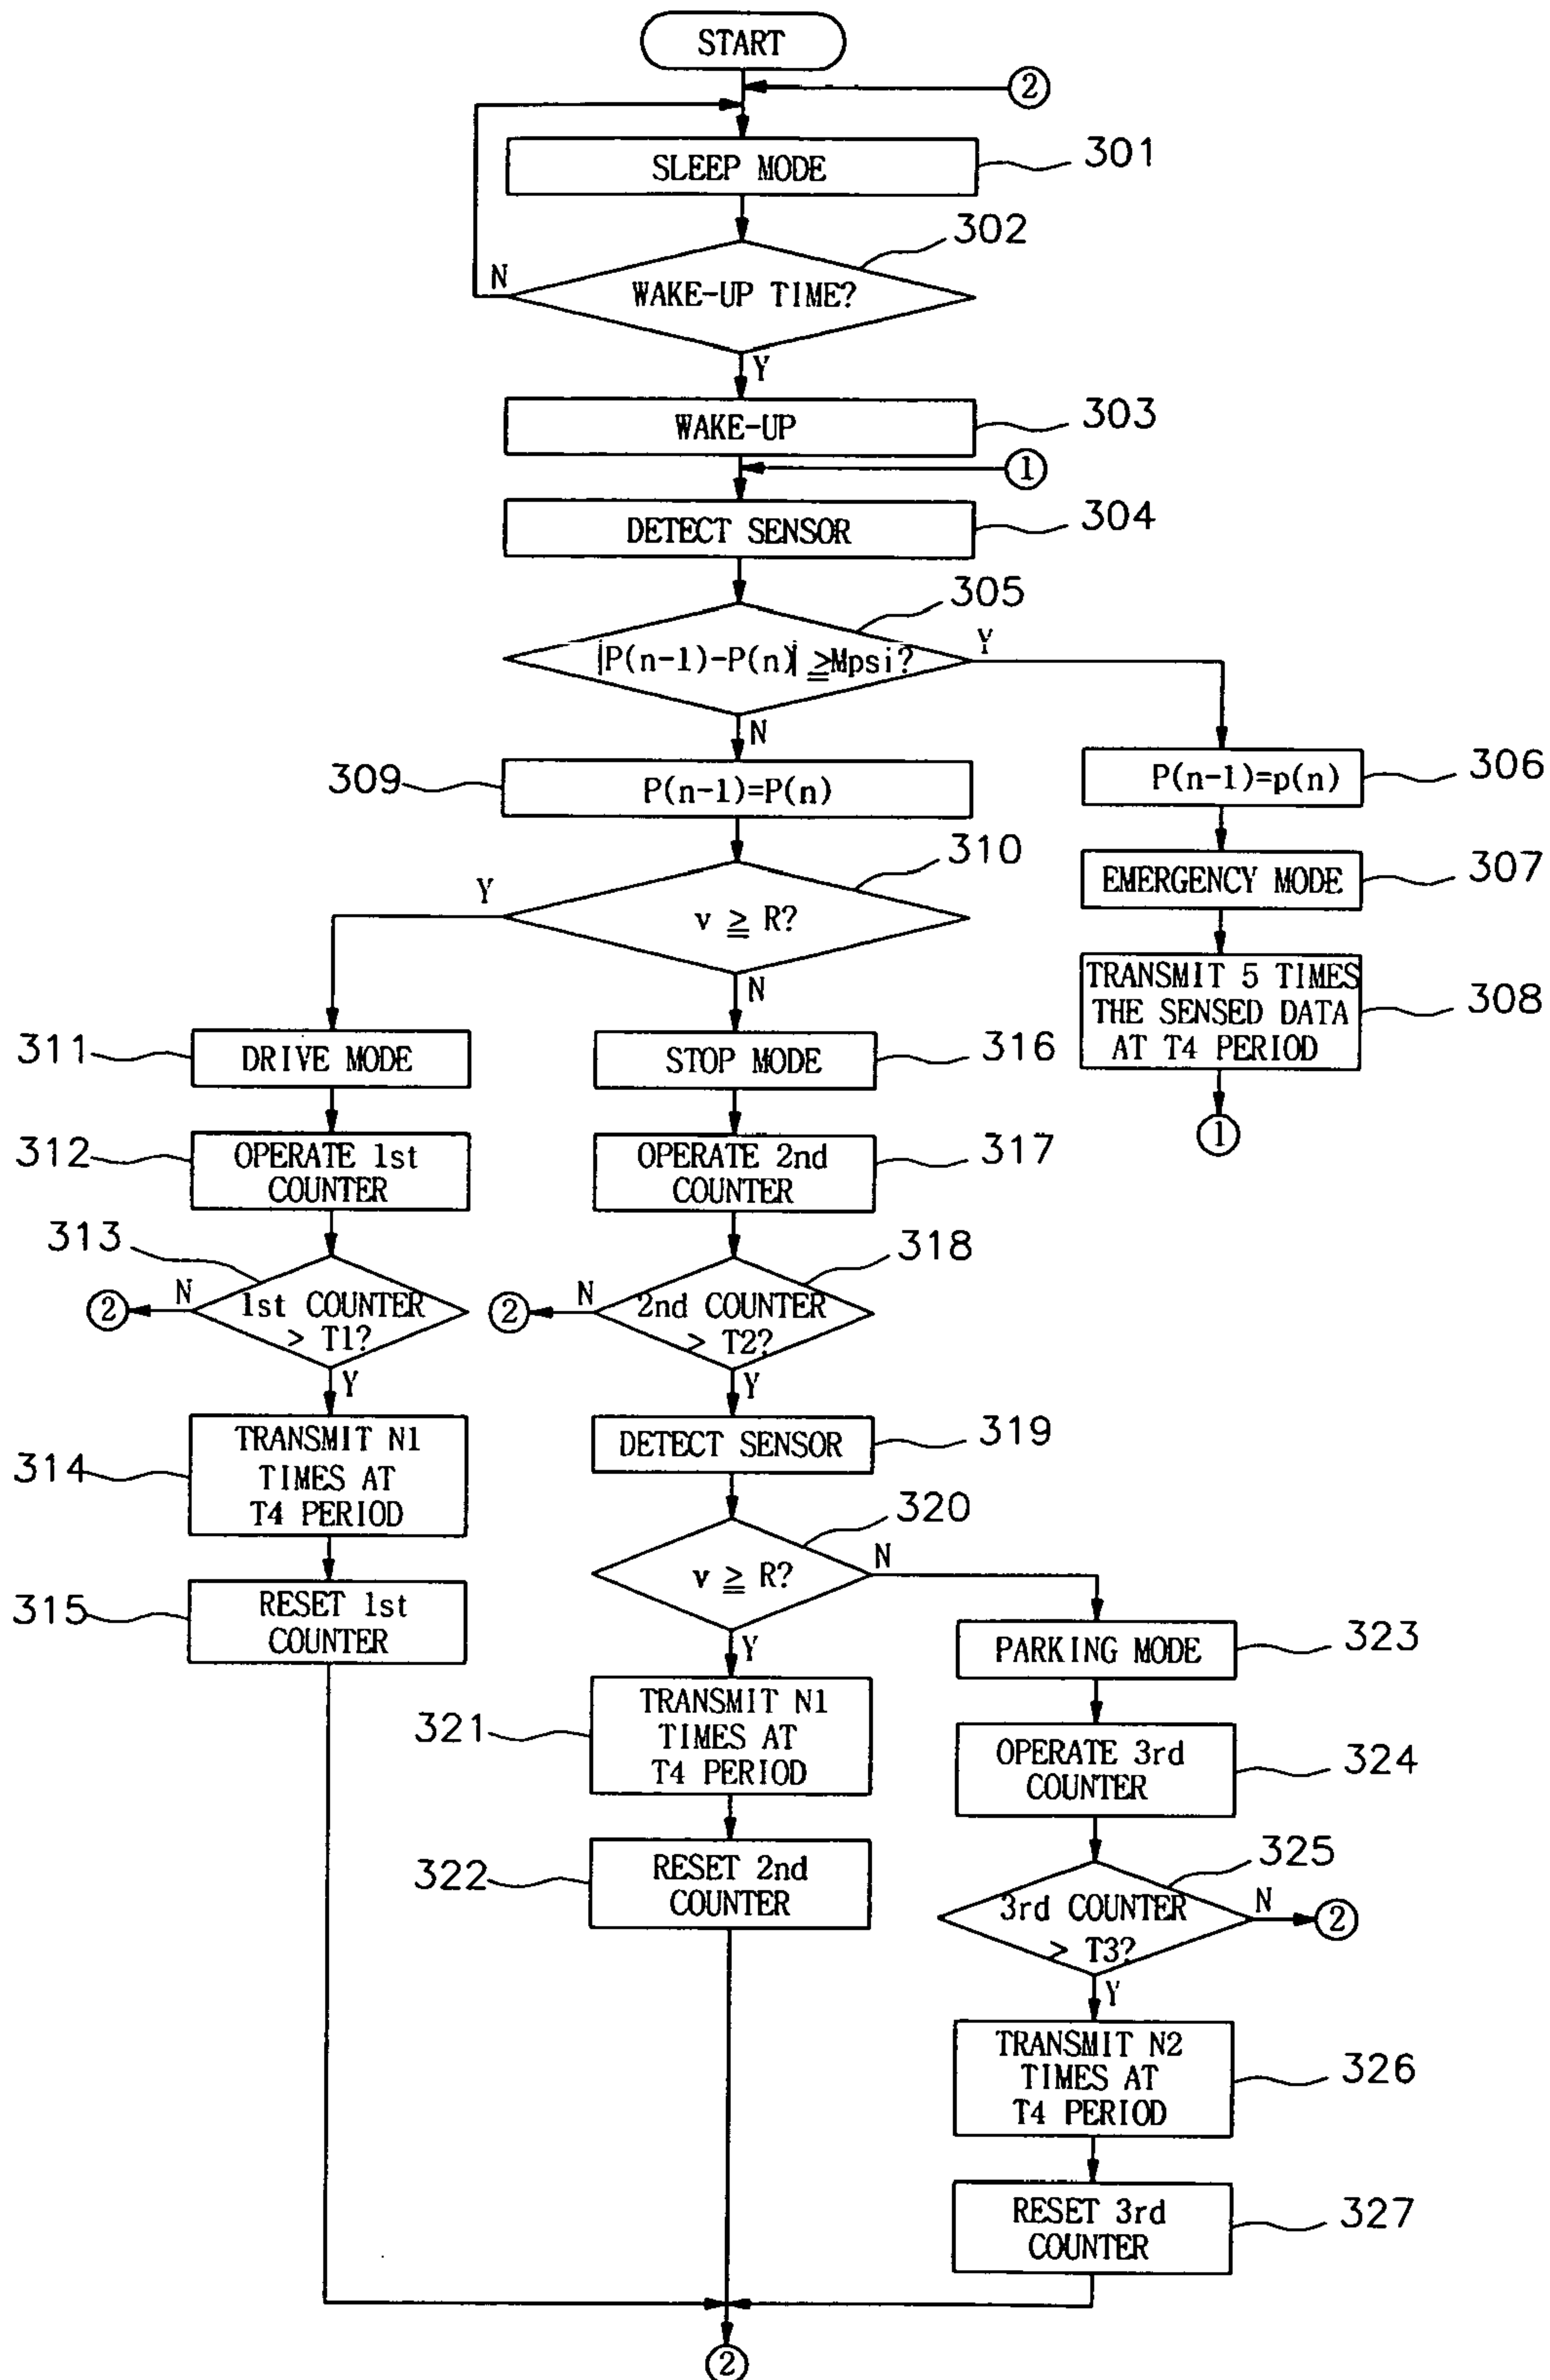 START
②
SLEEP MODE
301
302
N
WAKE-UP TIME?
Y
WAKE-UP
303
①
DETECT SENSOR
304
305
|P(n-1)-P(n)| ≧Mpsi?
Y
N
309
P(n-1)=P(n)
P(n-1)=p(n)
306
310
Y
v ≧ R?
EMERGENCY MODE
307
N
TRANSMIT 5 TIMES
THE SENSED DATA
AT T4 PERIOD
308
①
311
DRIVE MODE
STOP MODE
316
312
OPERATE 1st
COUNTER
OPERATE 2nd
COUNTER
317
313
318
②
N
1st COUNTER
> T1?
②
N
2nd COUNTER
> T2?
Y
Y
314
TRANSMIT N1
TIMES AT
T4 PERIOD
DETECT SENSOR
319
320
v ≧ R?
N
315
RESET 1st
COUNTER
Y
PARKING MODE
323
321
TRANSMIT N1
TIMES AT
T4 PERIOD
OPERATE 3rd
COUNTER
324
322
RESET 2nd
COUNTER
325
3rd COUNTER
> T3?
N
②
Y
TRANSMIT N2
TIMES AT
T4 PERIOD
326
RESET 3rd
COUNTER
327
②